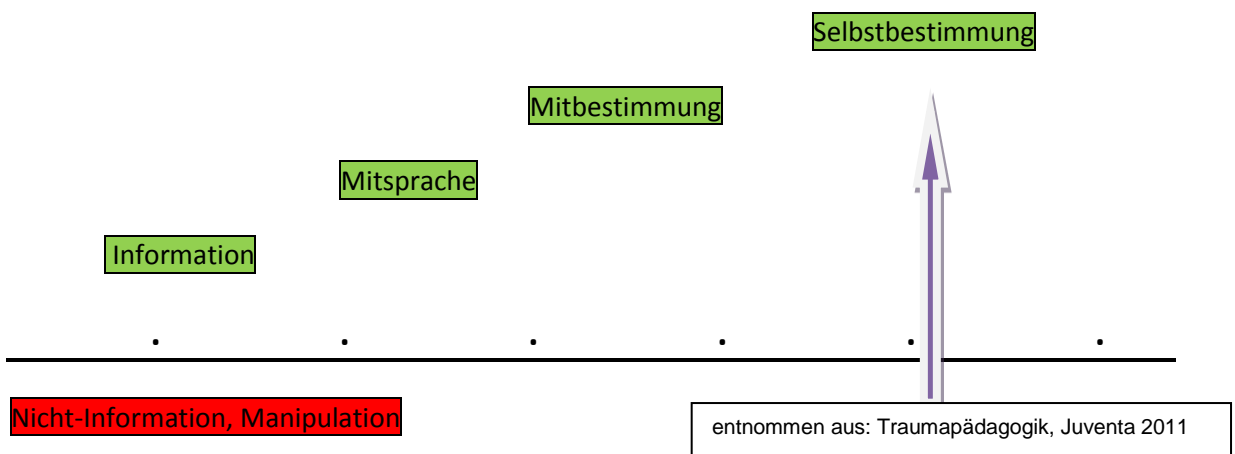 Selbstbestimmung
Mitbestimmung
Mitsprache
Information
Nicht-Information, Manipulation
entnommen aus: Traumapädagogik, Juventa 2011